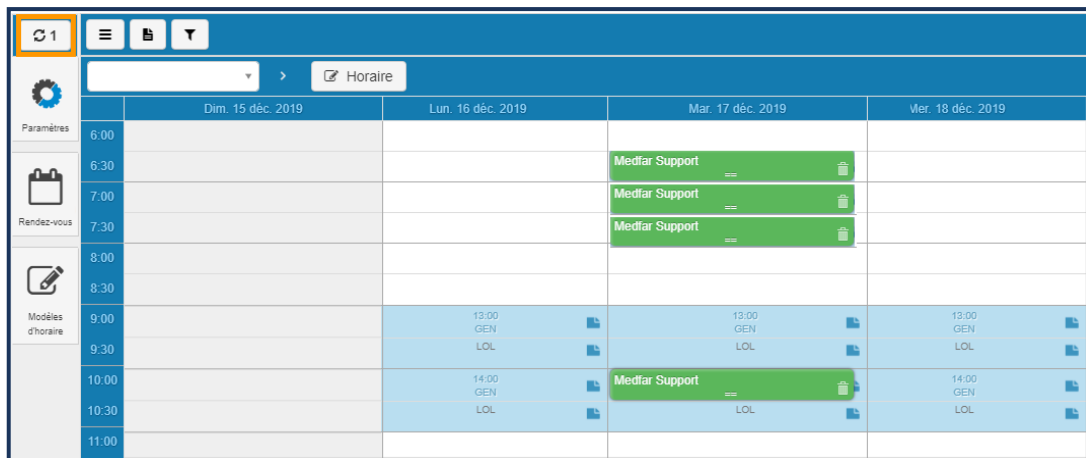 1
Horaire
Dim. 15 déc. 2019
Lun. 16 déc. 2019
Mar. 17 déc. 2019
Mer. 18 déc. 2019
Paramètres
6:00
6:30
Medfar Support
7:00
Medfar Support
Rendez-vous
7:30
Medfar Support
8:00
8:30
Modèles
d'horaire
9:00
13:00
GEN
13:00
GEN
13:00
GEN
9:30
LOL
LOL
LOL
10:00
14:00
GEN
Medfar Support
14:00
GEN
10:30
LOL
LOL
LOL
11:00